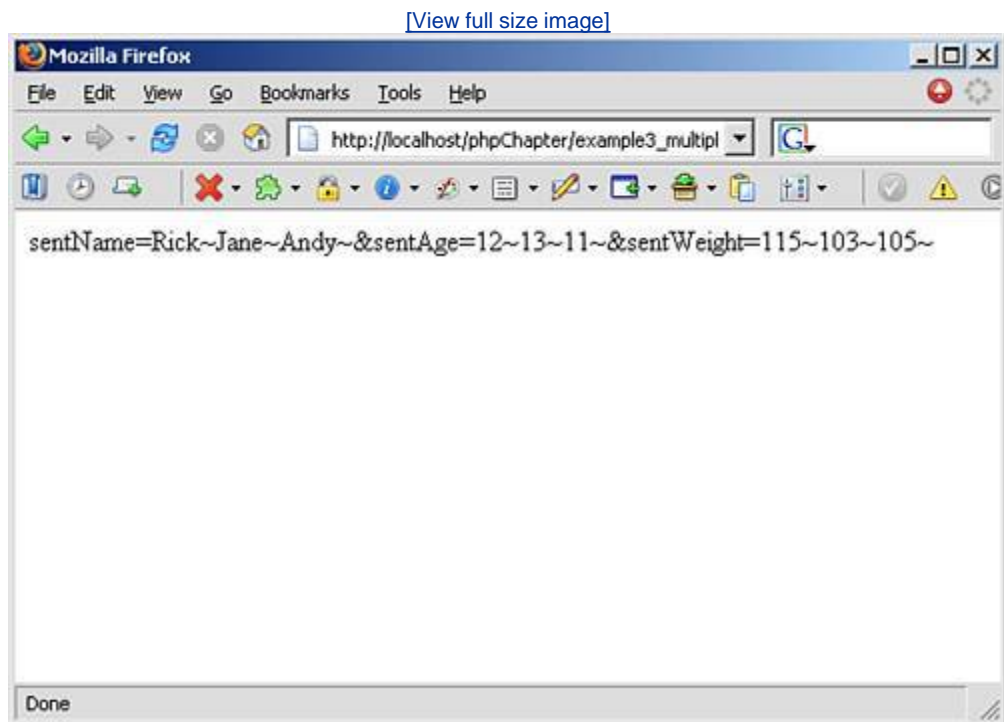 [View full size image]
Mozilla Firefox
File Edit View Go Bookmarks Tools Help
http://localhost/phpChapter/example3_multipl
G
sentName=Rick~Jane~Andy~&sentAge=12~13~11~&sentWeight=115~103~105~
Done